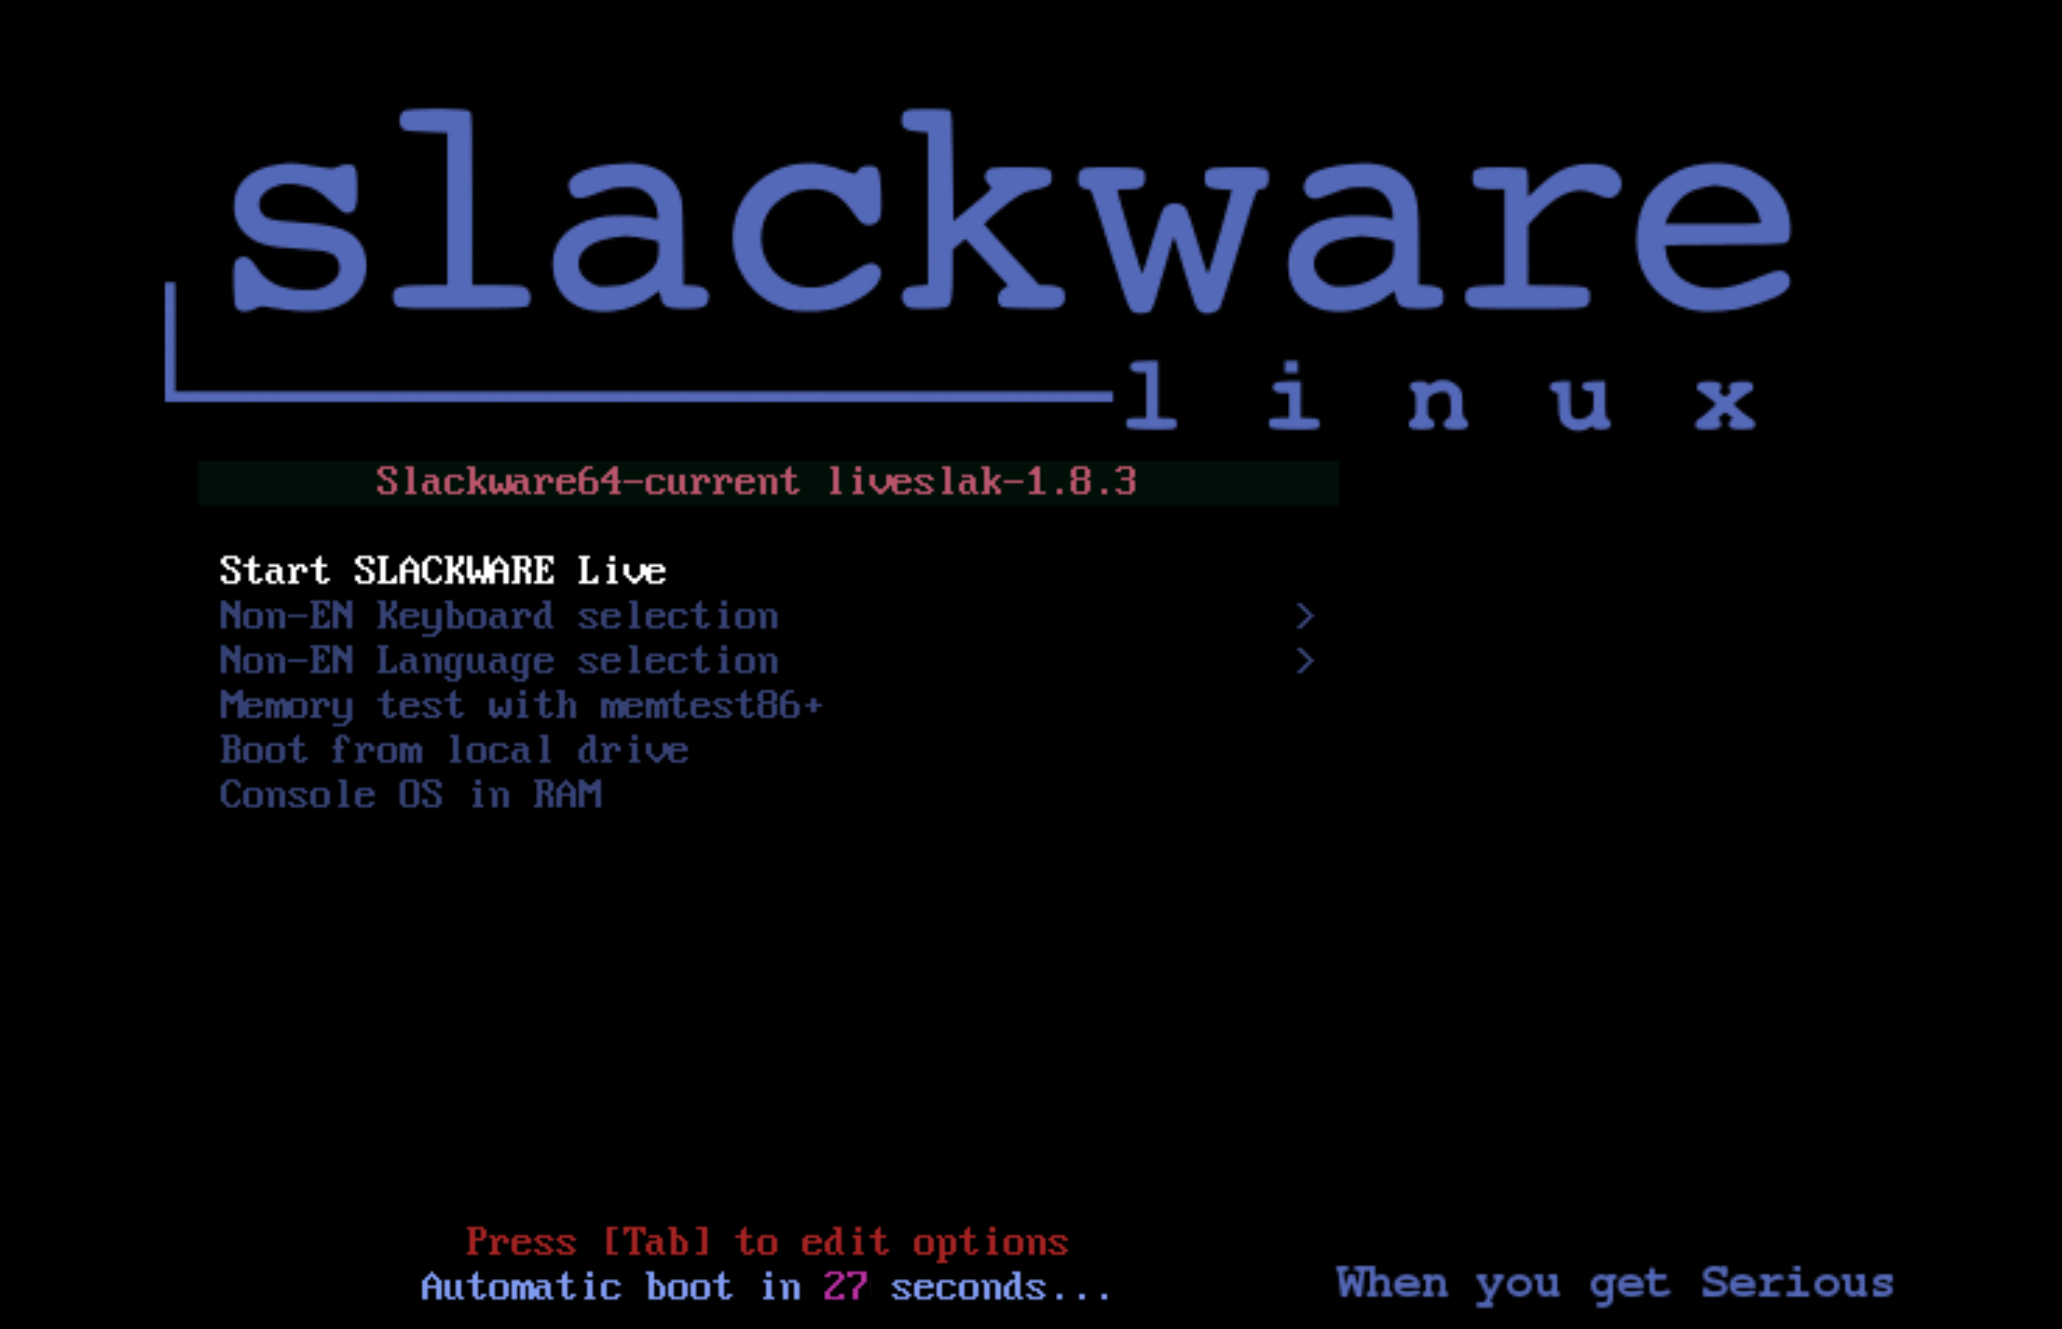 slackware
linux
Slackware64-current liveslak-1.8.3
Start SLACKWARE Live
Non-EN Keyboard selection >
Non-EN Language selection >
Memory test with memtest86+
Boot from local drive
Console OS in RAM
Press [Tab] to edit options
Automatic boot in 27 seconds...
When you get Serious